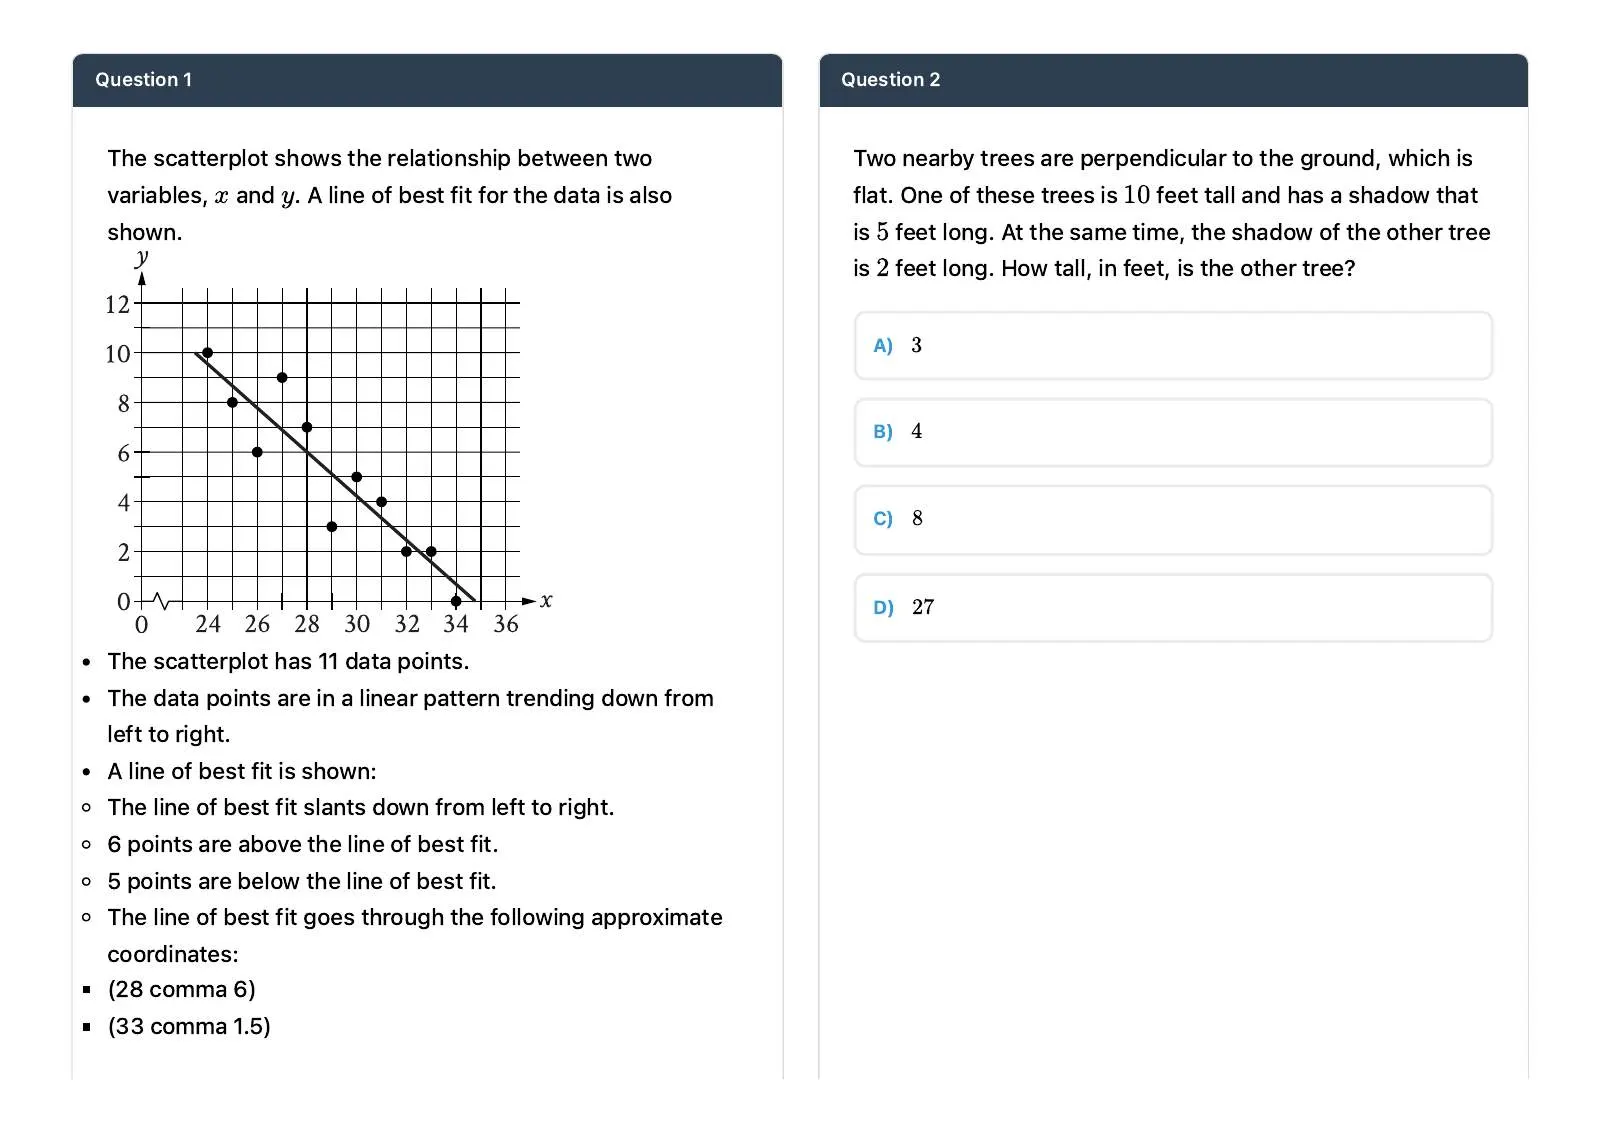 Question 1
The scatterplot shows the relationship between two
variables, x and y. A line of best fit for the data is also
shown.
y
12
10
8
6
4
2
0
x
0 24 26 28 30 32 34 36
• The scatterplot has 11 data points.
• The data points are in a linear pattern trending down from
left to right.
• A line of best fit is shown:
○ The line of best fit slants down from left to right.
○ 6 points are above the line of best fit.
○ 5 points are below the line of best fit.
○ The line of best fit goes through the following approximate
coordinates:
▪ (28 comma 6)
▪ (33 comma 1.5)
Question 2
Two nearby trees are perpendicular to the ground, which is
flat. One of these trees is 10 feet tall and has a shadow that
is 5 feet long. At the same time, the shadow of the other tree
is 2 feet long. How tall, in feet, is the other tree?
A) 3
B) 4
C) 8
D) 27